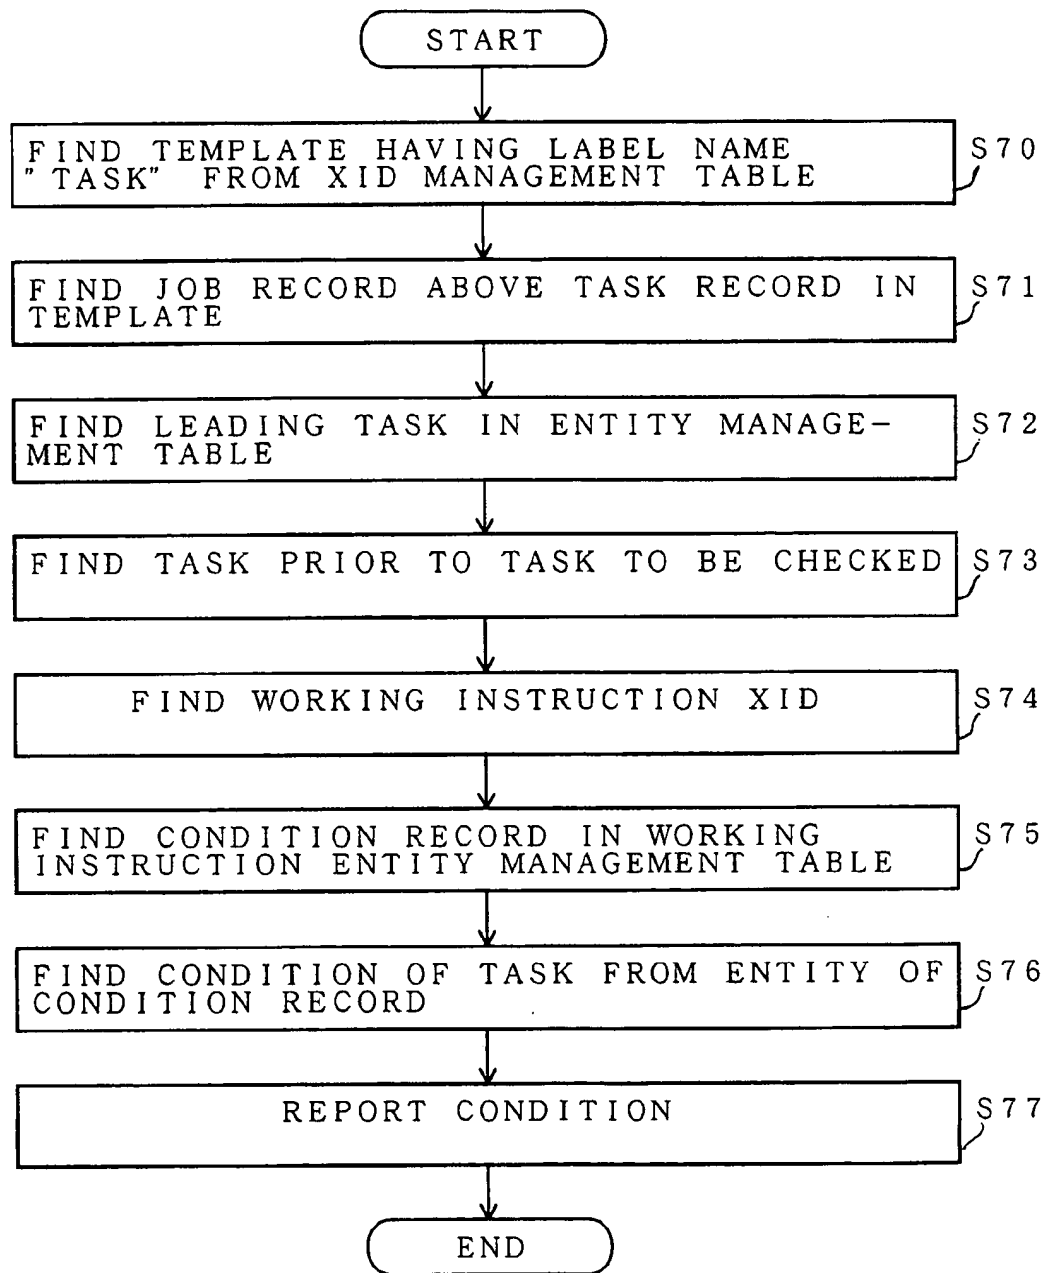 START
FIND TEMPLATE HAVING LABEL NAME
"TASK" FROM XID MANAGEMENT TABLE
S70
FIND JOB RECORD ABOVE TASK RECORD IN
TEMPLATE
S71
FIND LEADING TASK IN ENTITY MANAGE-
MENT TABLE
S72
FIND TASK PRIOR TO TASK TO BE CHECKED
S73
FIND WORKING INSTRUCTION XID
S74
FIND CONDITION RECORD IN WORKING
INSTRUCTION ENTITY MANAGEMENT TABLE
S75
FIND CONDITION OF TASK FROM ENTITY OF
CONDITION RECORD
S76
REPORT CONDITION
S77
END